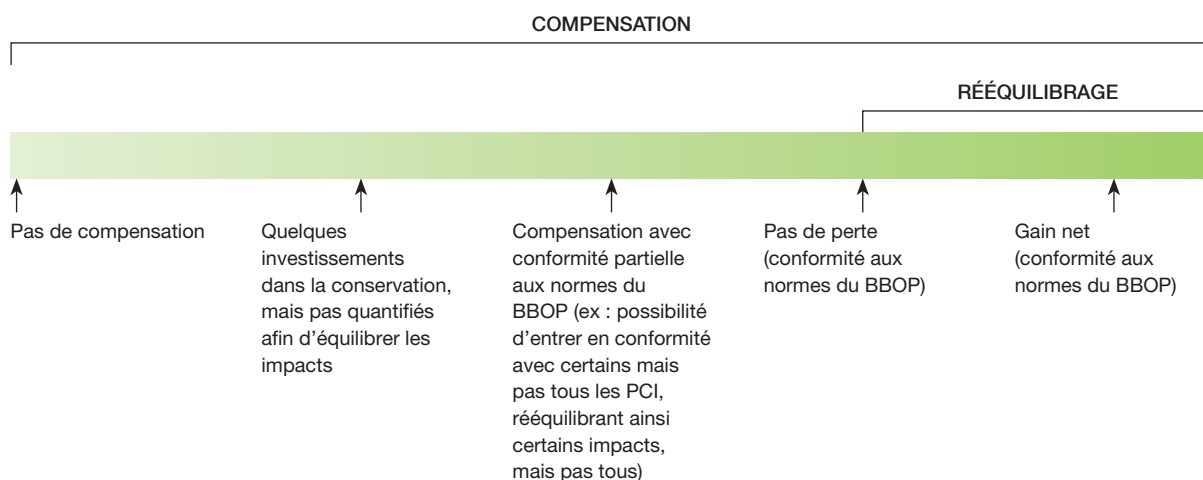 COMPENSATION
RÉÉQUILIBRAGE
Pas de compensation
Quelques
investissements
dans la conservation,
mais pas quantifiés
afin d'équilibrer les
impacts
Compensation avec
conformité partielle
aux normes du
BBOP (ex : possibilité
d'entrer en conformité
avec certains mais
pas tous les PCI,
rééquilibrant ainsi
certains impacts,
mais pas tous)
Pas de perte
(conformité aux
normes du BBOP)
Gain net
(conformité aux
normes du BBOP)